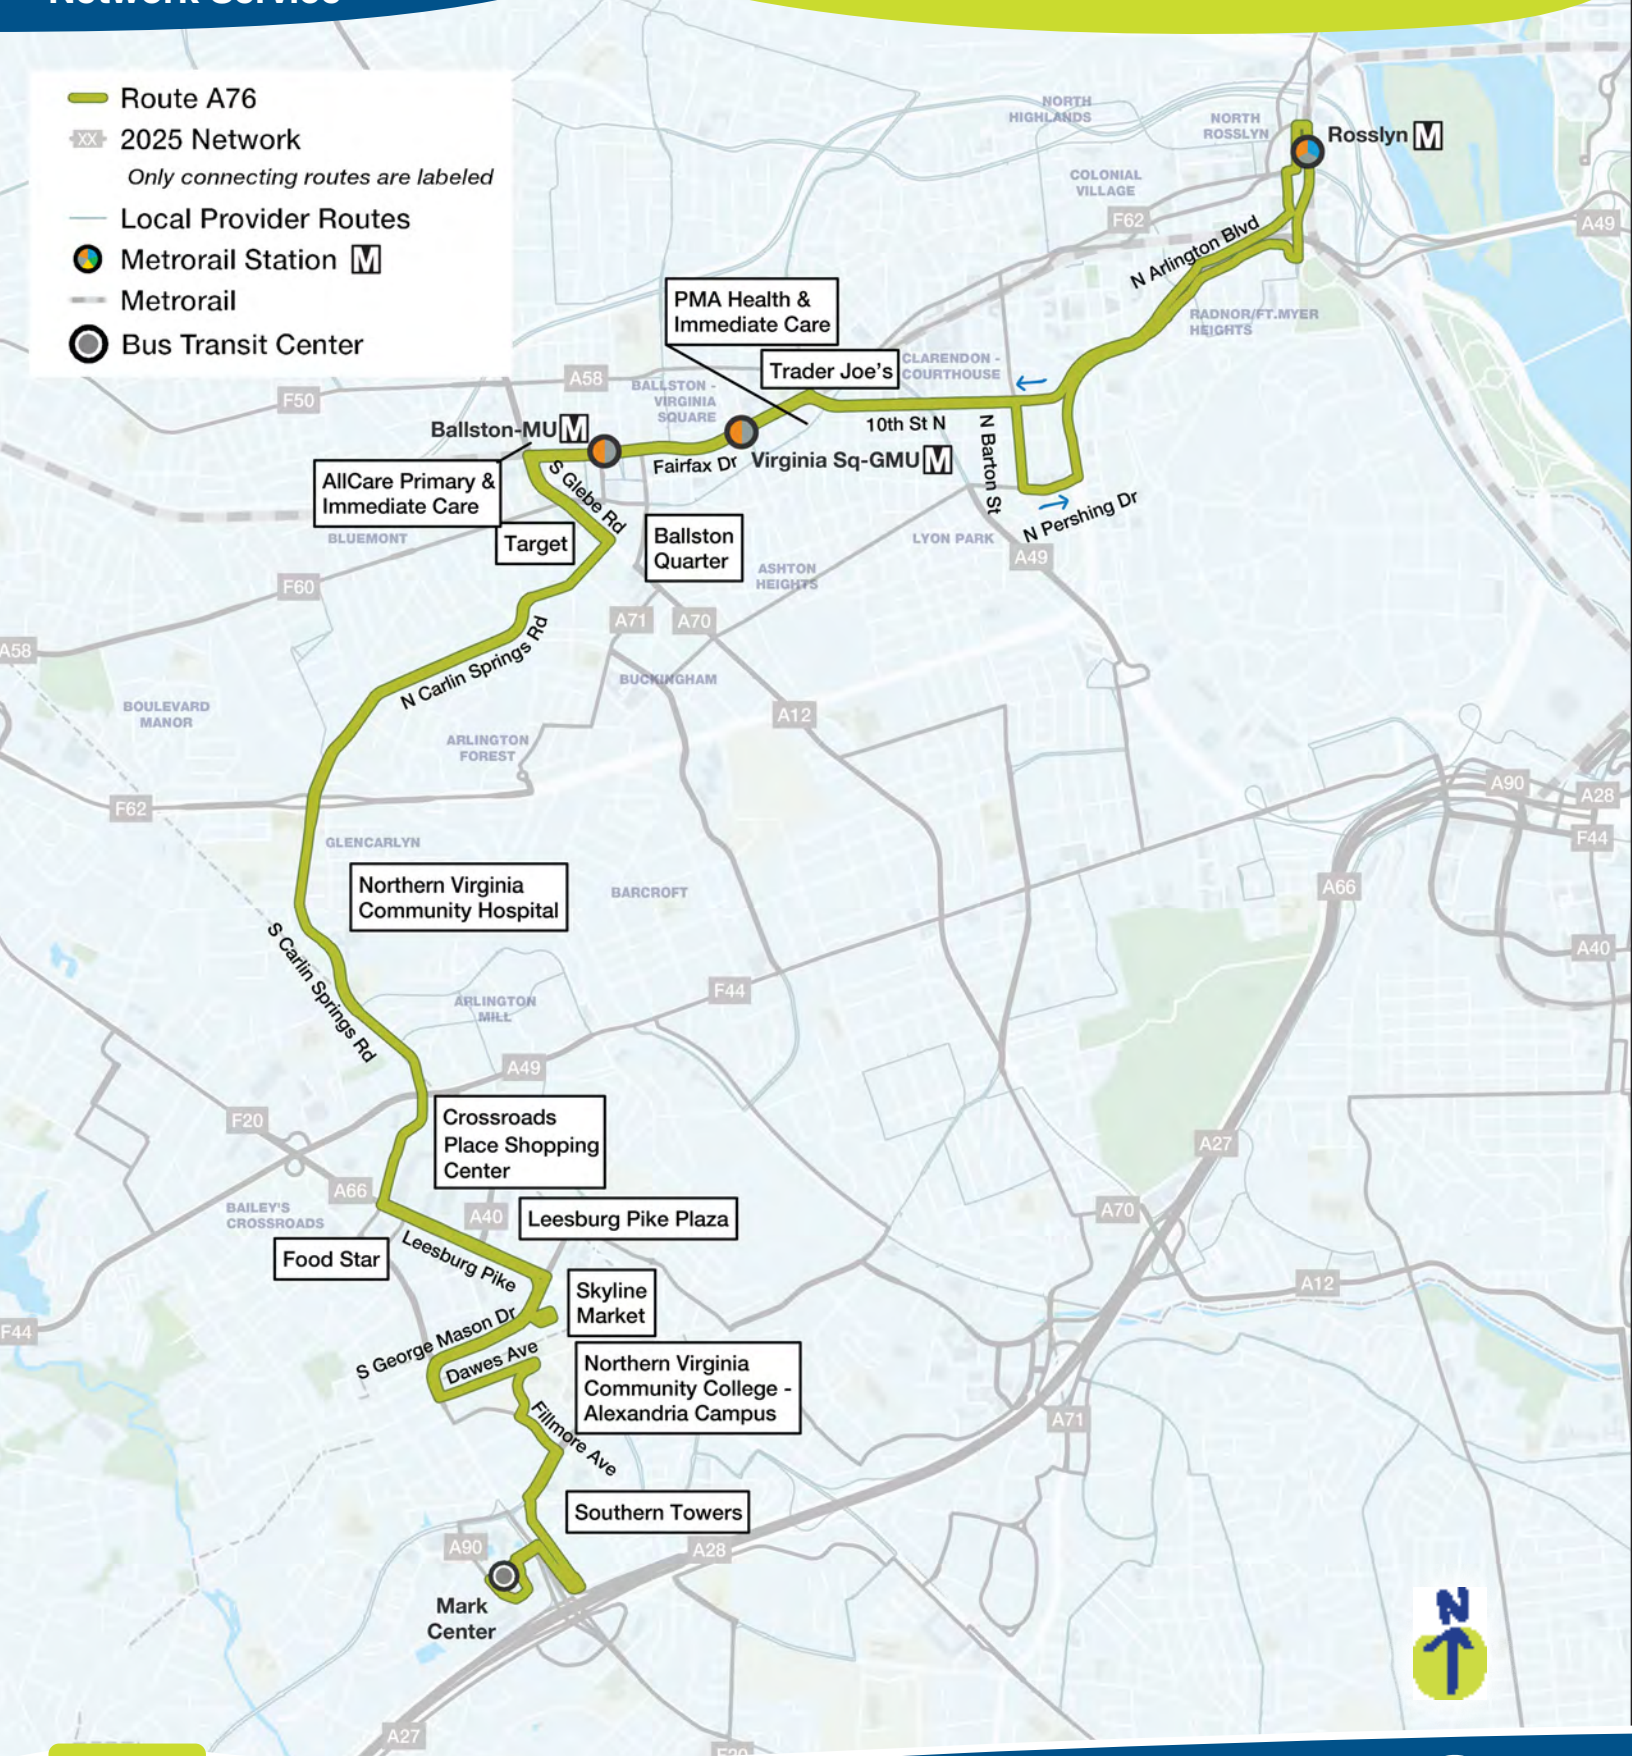 Route A76
XX 2025 Network
Only connecting routes are labeled
Local Provider Routes
Metrorail Station M
Metrorail
Bus Transit Center
NORTH
HIGHLANDS
NORTH
ROSSLYN
Rosslyn M
COLONIAL
VILLAGE
F62
A49
N Arlington Blvd
PMA Health &
Immediate Care
RADNOR/FT.MYER
HEIGHTS
Trader Joe's
CLARENDON -
COURTHOUSE
A58
F50
BALLSTON -
VIRGINIA
SQUARE
Ballston-MU M
10th St N
N Barton St
Fairfax Dr
Virginia Sq-GMU M
S Glebe Rd
AllCare Primary &
Immediate Care
N Pershing Dr
Target
BLUEMONT
Ballston
Quarter
LYON PARK
A49
ASHTON
HEIGHTS
F60
A71
A70
A58
N Carlin Springs Rd
BUCKINGHAM
BOULEVARD
MANOR
A12
ARLINGTON
FOREST
F62
A90
A28
F44
GLENCARLYN
Northern Virginia
Community Hospital
BARCROFT
A66
S Carlin Springs Rd
A40
F44
ARLINGTON
MILL
A49
F20
Crossroads
Place Shopping
Center
A27
A66
BAILEY'S
CROSSROADS
A40
Leesburg Pike Plaza
A70
Food Star
Leesburg Pike
Skyline
Market
A12
F44
S George Mason Dr
Dawes Ave
Northern Virginia
Community College -
Alexandria Campus
Fillmore Ave
A71
Southern Towers
A90
A28
Mark
Center
N
A27